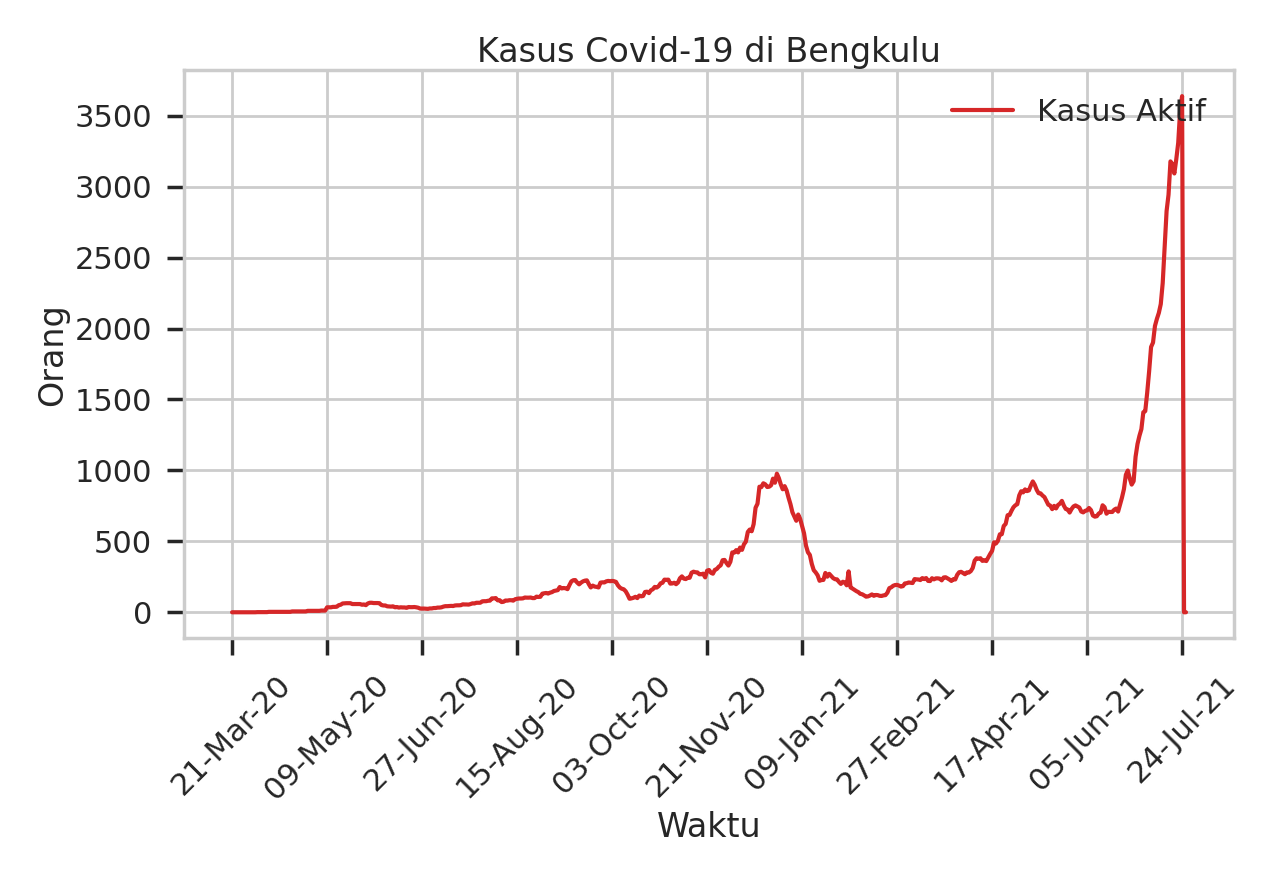 Kasus Covid-19 di Bengkulu
Kasus Aktif
3500
3000
2500
2000
1500
1000
500
0
Orang
21-Mar-20
09-May-20
27-Jun-20
15-Aug-20
03-Oct-20
21-Nov-20
09-Jan-21
27-Feb-21
17-Apr-21
05-Jun-21
24-Jul-21
Waktu